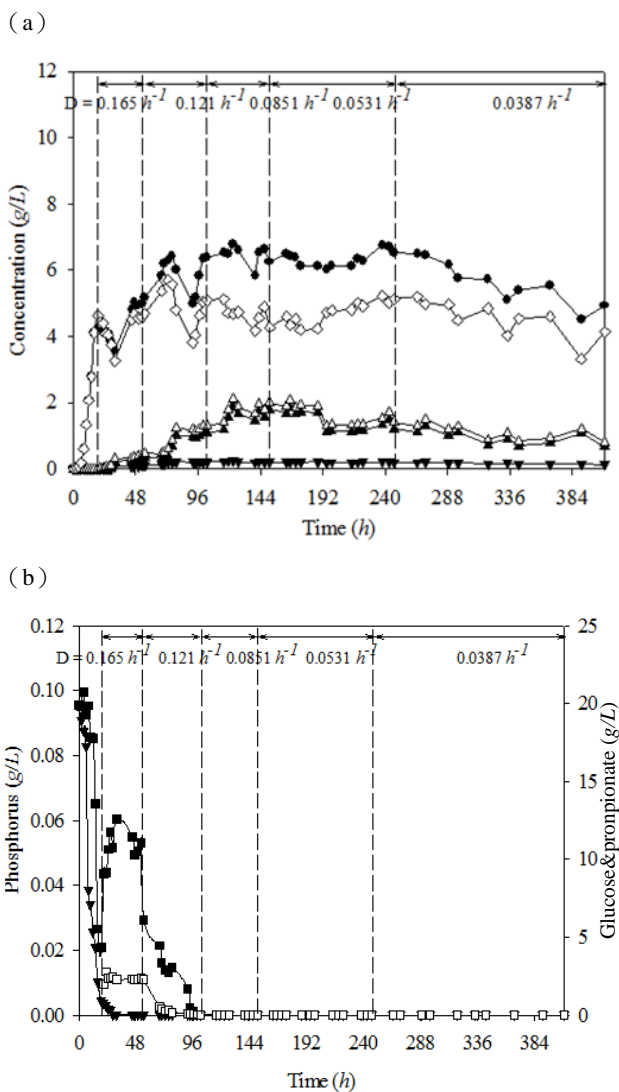 (a)
12
D = 0.165 h⁻¹ 0.121 h⁻¹ 0.0851 h⁻¹ 0.0531 h⁻¹ 0.0387 h⁻¹
10
8
6
4
2
0
Concentration (g/L)
0 48 96 144 192 240 288 336 384
Time (h)
(b)
0.12 25
D = 0.165 h⁻¹ 0.121 h⁻¹ 0.0851 h⁻¹ 0.0531 h⁻¹ 0.0387 h⁻¹
0.10 20
0.08 15
0.06
0.04 10
0.02 5
0.00 0
Phosphorus (g/L)
Glucose&pronpionate (g/L)
0 48 96 144 192 240 288 336 384
Time (h)